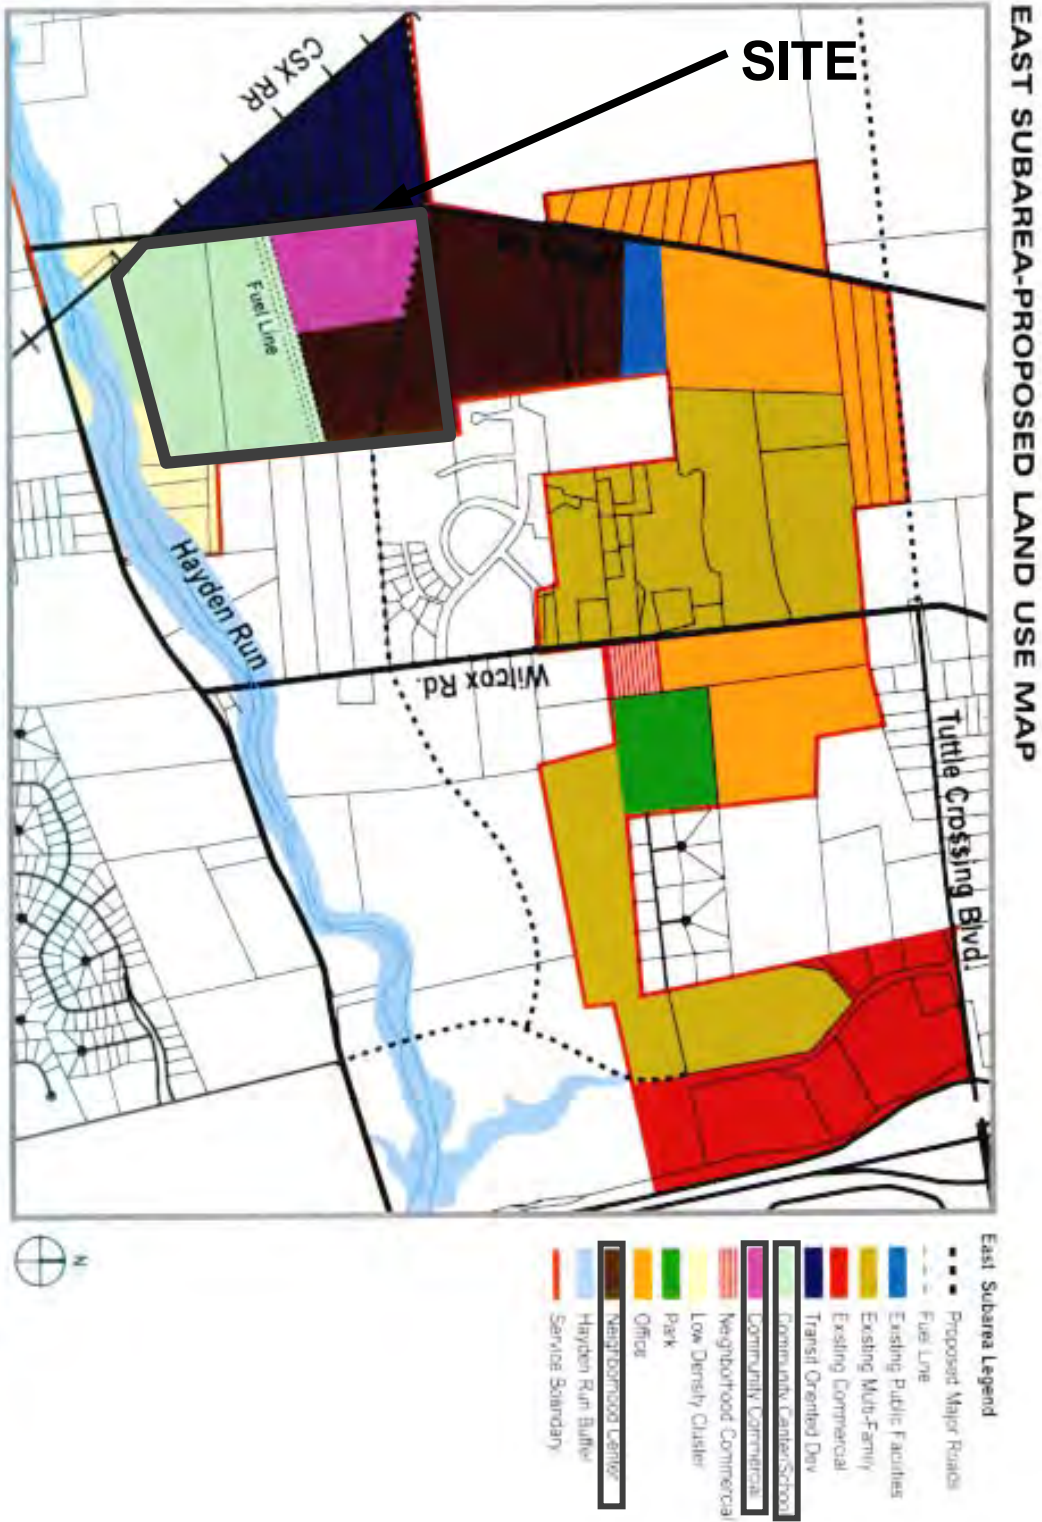 EAST SUBAREA-PROPOSED LAND USE MAP
SITE
CSX RR
Fuel Line
Hayden Run
Wilcox Rd.
Tuttle Crossing Blvd.
N
East Subarea Legend
Proposed Major Roads
Fuel Line
Existing Public Facilities
Existing Multi-Family
Existing Commercial
Transit Oriented Dev
Community Center/School
Community Commercial
Neighborhood Commercial
Low Density Cluster
Park
Office
Neighborhood Center
Hayden Run Buffer
Service Boundary